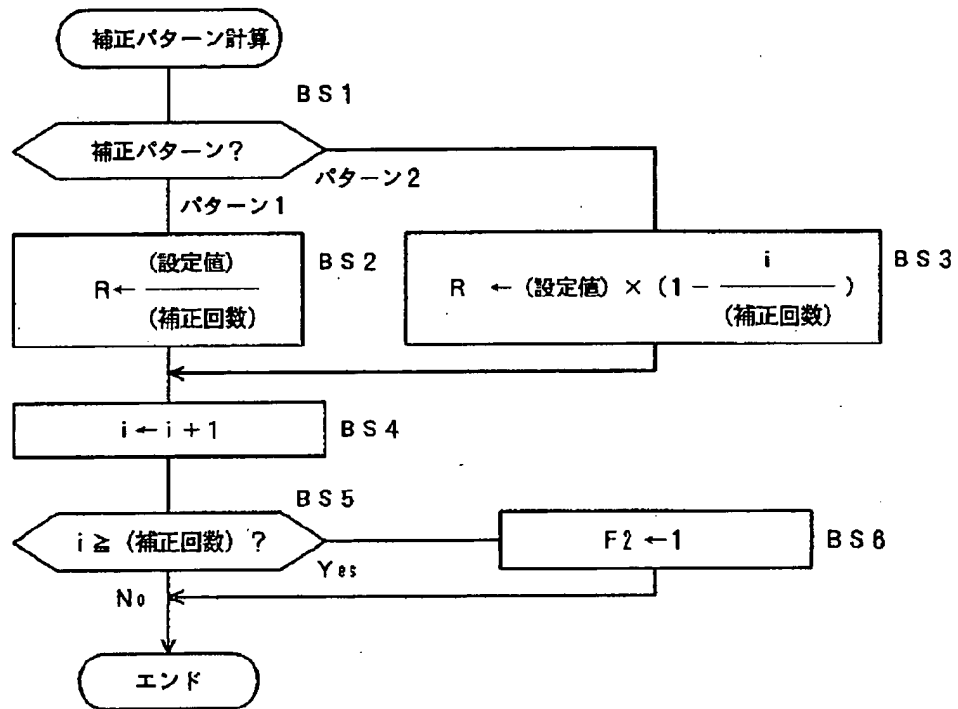 補正パターン計算
BS1
補正パターン?
パターン2
パターン1
(設定値)
BS2
R←
(補正回数)
i
BS3
R ← (設定値) × (1 - )
(補正回数)
i ← i + 1
BS4
BS5
i ≧ (補正回数) ?
F2 ← 1
BS6
Yes
No
エンド